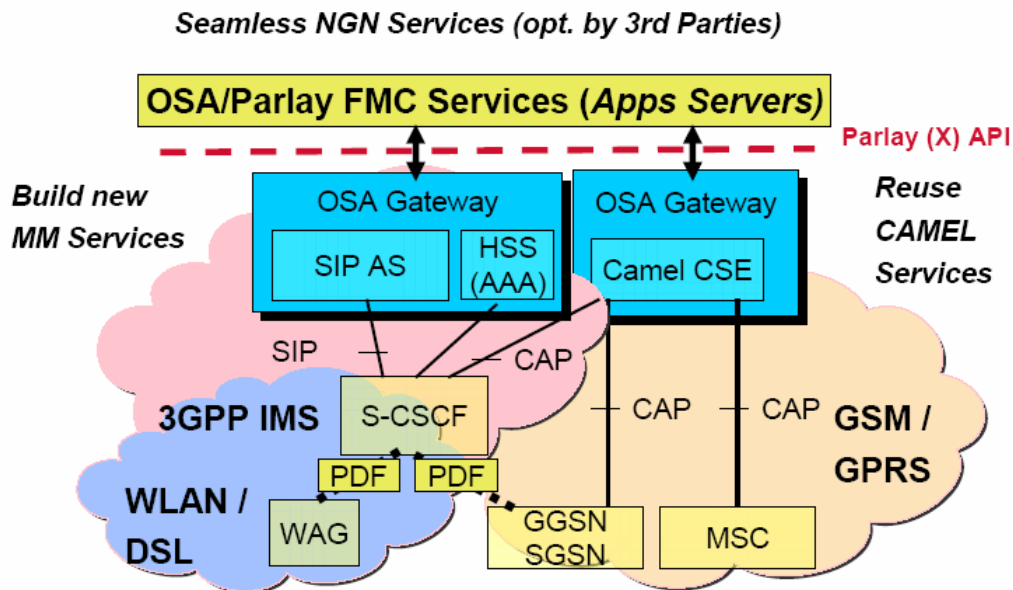 Seamless NGN Services (opt. by 3rd Parties)
OSA/Parlay FMC Services (Apps Servers)
Parlay (X) API
Build new
MM Services
OSA Gateway
SIP AS
HSS
(AAA)
OSA Gateway
Camel CSE
Reuse
CAMEL
Services
SIP
CAP
3GPP IMS
S-CSCF
CAP
CAP
GSM /
GPRS
PDF
PDF
WLAN /
DSL
WAG
GGSN
SGSN
MSC